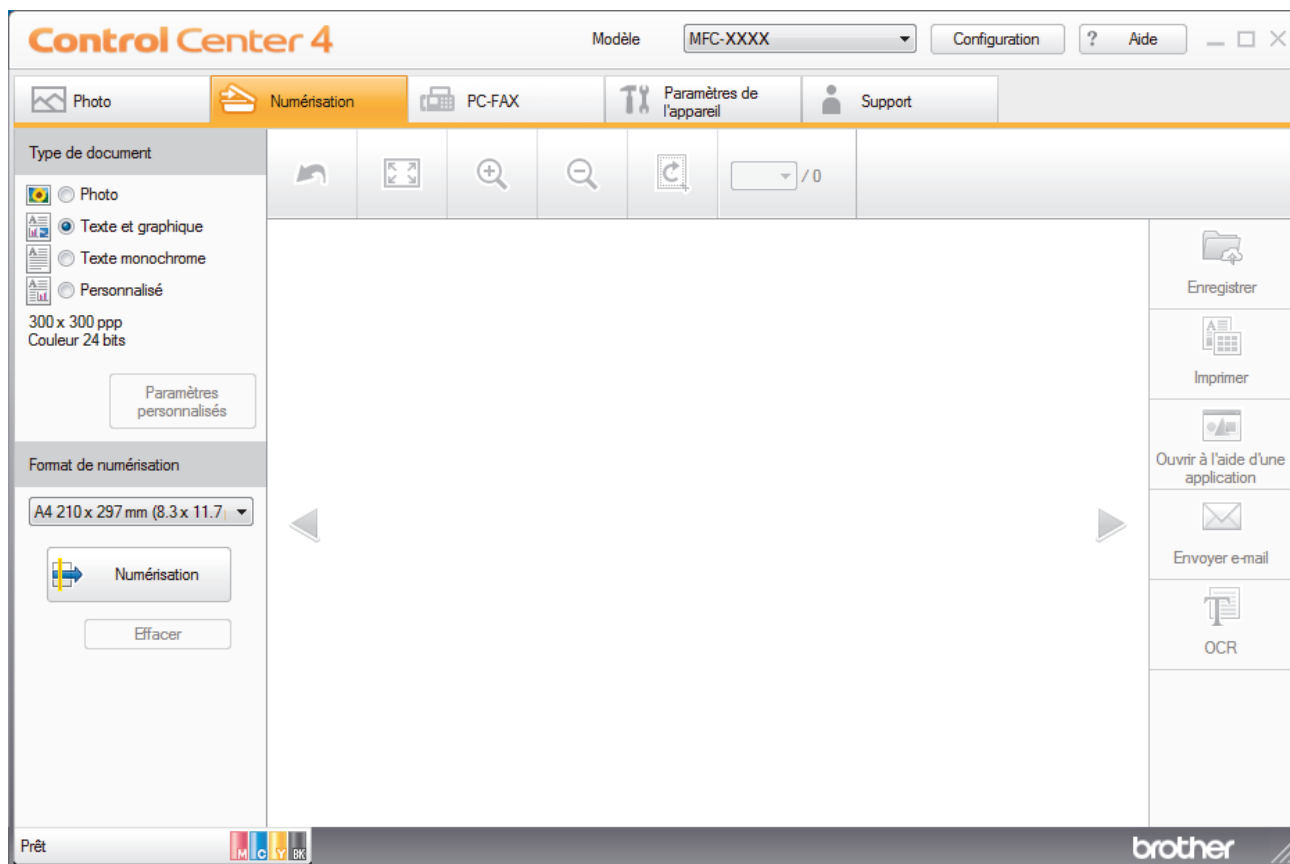 Control Center 4
Modèle
MFC-XXXX
Configuration
? Aide
Photo
Numérisation
PC-FAX
Paramètres de
l'appareil
Support
Type de document
Photo
Texte et graphique
Texte monochrome
Personnalisé
300 x 300 ppp
Couleur 24 bits
Paramètres
personnalisés
Format de numérisation
A4 210 x 297 mm (8.3 x 11.7
Numérisation
Effacer
/ 0
Enregistrer
Imprimer
Ouvrir à l'aide d'une
application
Envoyer e-mail
OCR
Prêt
M C Y BK
brother